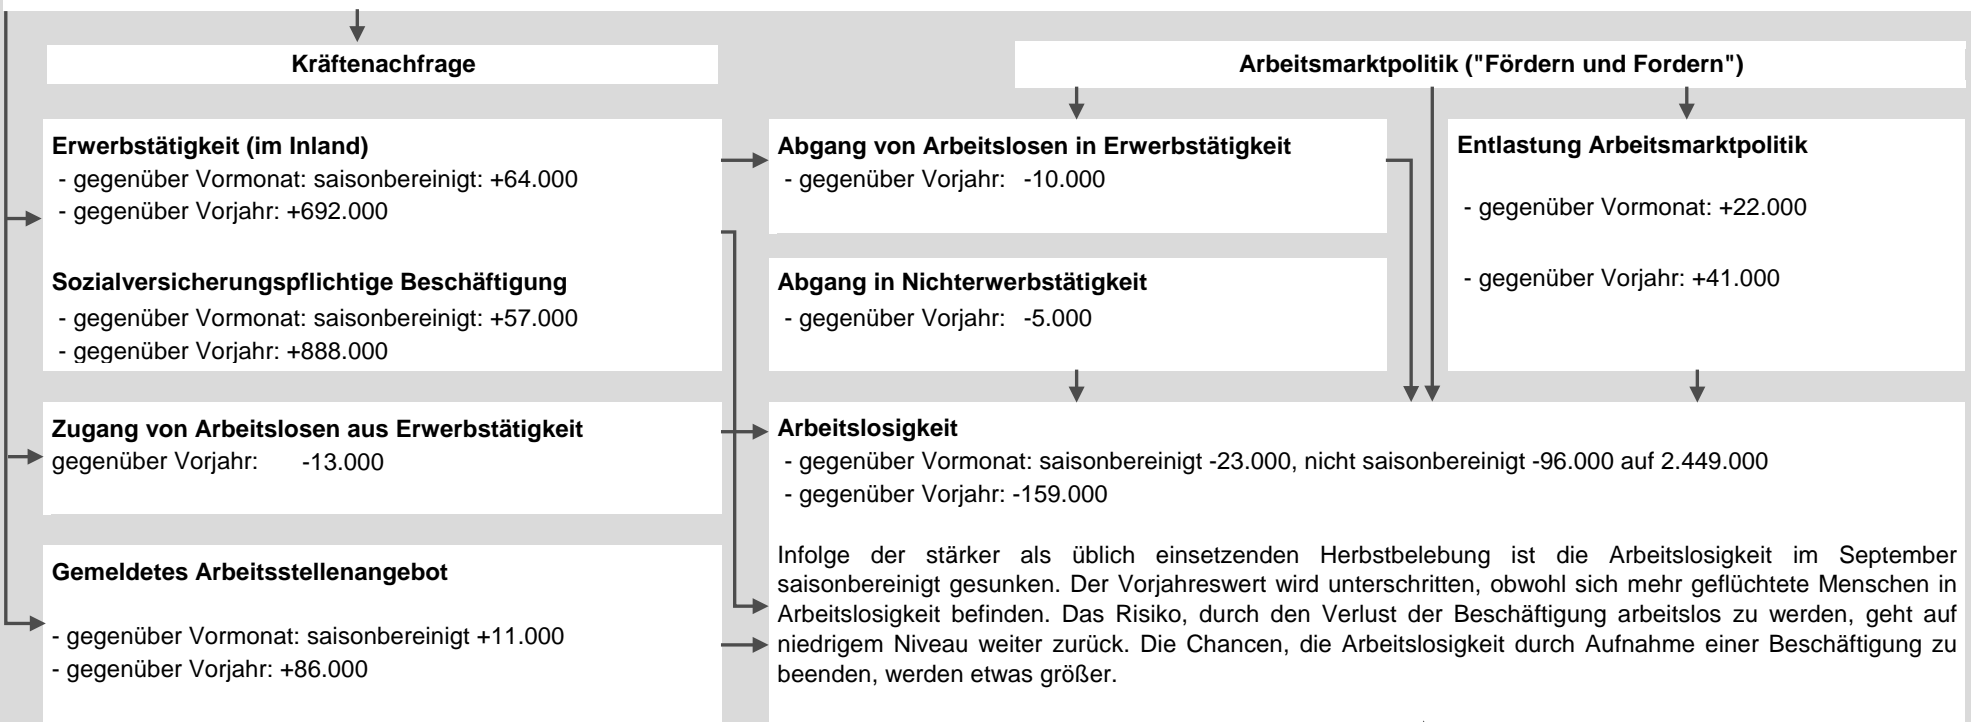 Kräftenachfrage
Arbeitsmarktpolitik ("Fördern und Fordern")
Erwerbstätigkeit (im Inland)
- gegenüber Vormonat: saisonbereinigt: +64.000
- gegenüber Vorjahr: +692.000
Sozialversicherungspflichtige Beschäftigung
- gegenüber Vormonat: saisonbereinigt: +57.000
- gegenüber Vorjahr: +888.000
Abgang von Arbeitslosen in Erwerbstätigkeit
- gegenüber Vorjahr: -10.000
Abgang in Nichterwerbstätigkeit
- gegenüber Vorjahr: -5.000
Entlastung Arbeitsmarktpolitik
- gegenüber Vormonat: +22.000
- gegenüber Vorjahr: +41.000
Zugang von Arbeitslosen aus Erwerbstätigkeit
gegenüber Vorjahr: -13.000
Gemeldetes Arbeitsstellenangebot
- gegenüber Vormonat: saisonbereinigt +11.000
- gegenüber Vorjahr: +86.000
Arbeitslosigkeit
- gegenüber Vormonat: saisonbereinigt -23.000, nicht saisonbereinigt -96.000 auf 2.449.000
- gegenüber Vorjahr: -159.000
Infolge der stärker als üblich einsetzenden Herbstbelebung ist die Arbeitslosigkeit im September
saisonbereinigt gesunken. Der Vorjahreswert wird unterschritten, obwohl sich mehr geflüchtete Menschen in
Arbeitslosigkeit befinden. Das Risiko, durch den Verlust der Beschäftigung arbeitslos zu werden, geht auf
niedrigem Niveau weiter zurück. Die Chancen, die Arbeitslosigkeit durch Aufnahme einer Beschäftigung zu
beenden, werden etwas größer.